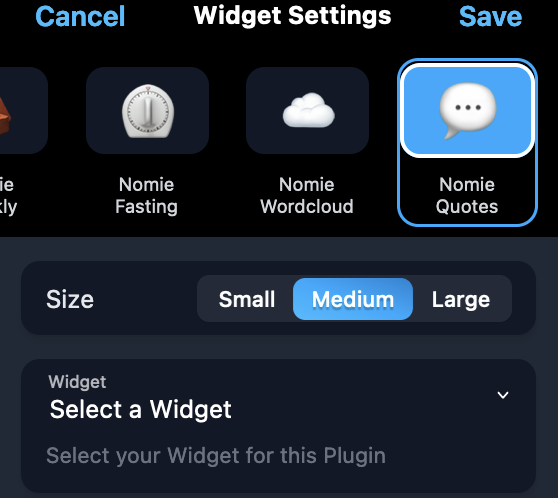 Cancel Widget Settings Save
ie
kly
Nomie
Fasting
Nomie
Wordcloud
Nomie
Quotes
Size Small Medium Large
Widget
Select a Widget
Select your Widget for this Plugin